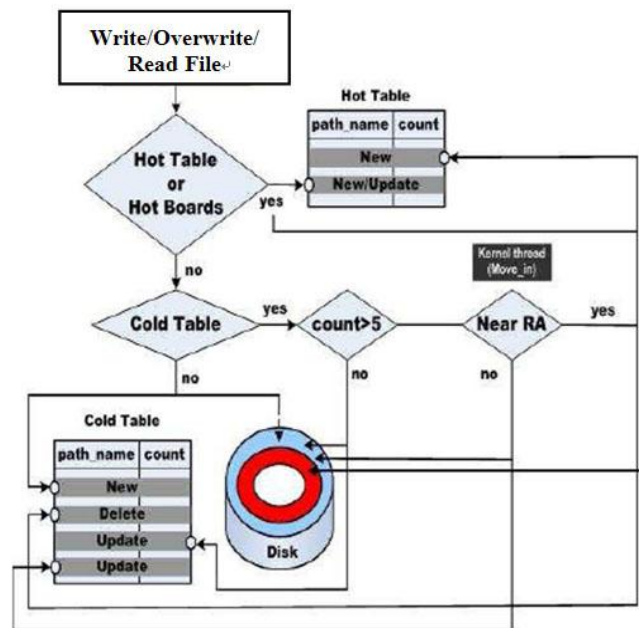 Write/Overwrite/
Read File
Hot Table
path_name count
New
New/Update
Hot Table
or
Hot Boards
yes
no
Kernel thread
(Move_in)
Cold Table
yes
count>5
Near RA
yes
no
no
no
Cold Table
path_name count
New
Delete
Update
Update
Disk